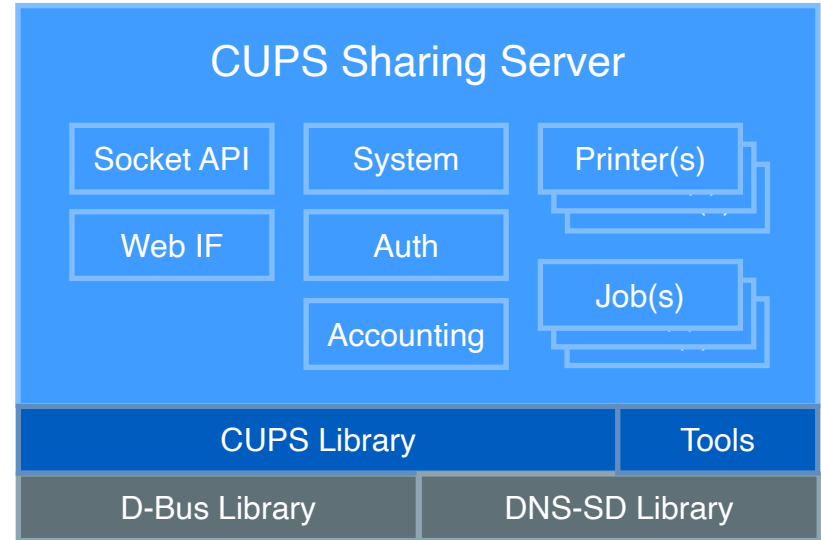 CUPS Sharing Server
Socket API
System
Printer(s)
Web IF
Auth
Job(s)
Accounting
CUPS Library
Tools
D-Bus Library
DNS-SD Library